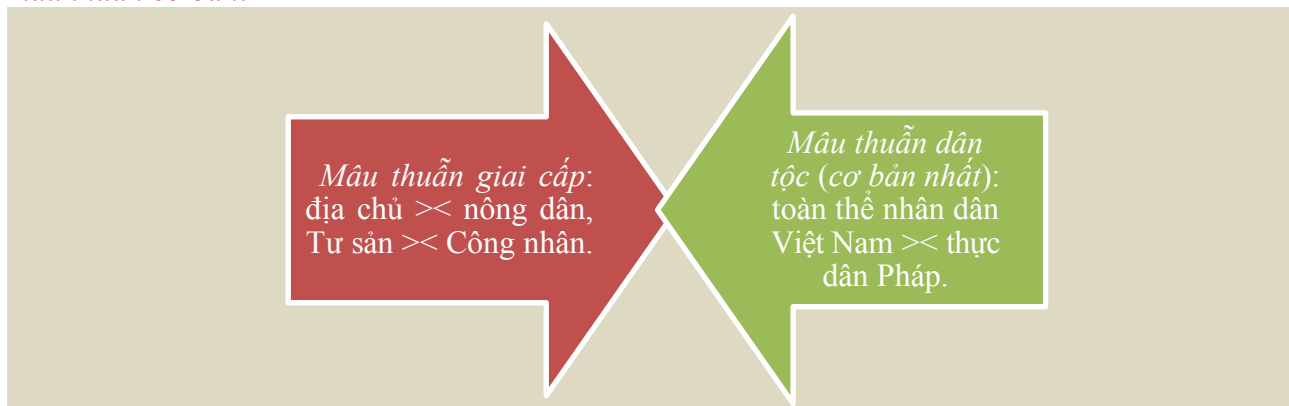 Mâu thuẫn giai cấp:
địa chủ >< nông dân,
Tư sản >< Công nhân.
Mâu thuẫn dân
tộc (cơ bản nhất):
toàn thể nhân dân
Việt Nam >< thực
dân Pháp.